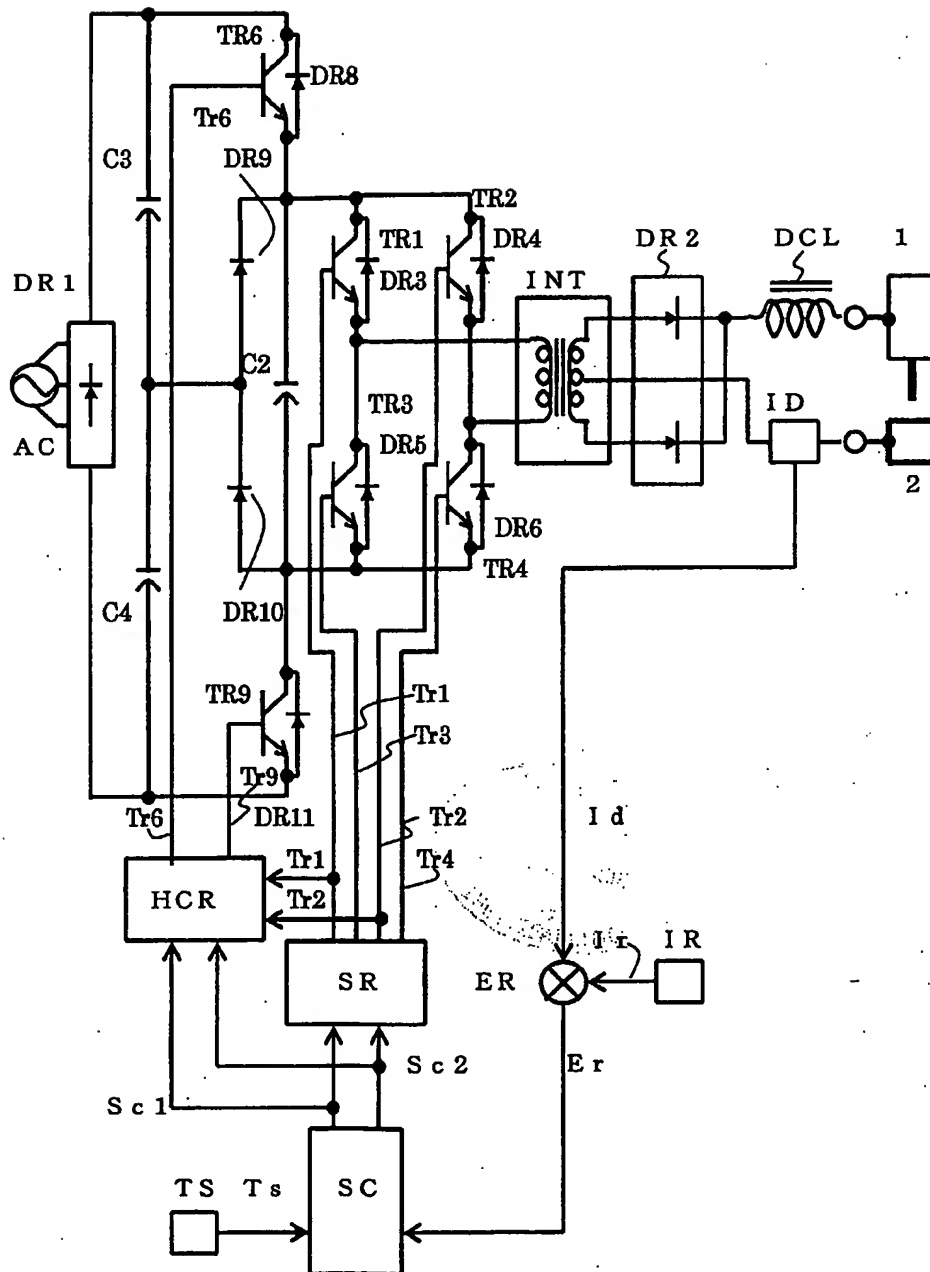 TR6
DR8
Tr6
C3
DR9
TR2
TR1
DR4
DR3
DR2
DCL
1
INT
DR1
C2
AC
TR3
DR5
ID
2
DR6
TR4
C4
DR10
TR9
Tr1
Tr3
Tr9
Tr6
DR11
Tr2
Id
Tr4
Tr1
HCR
Tr2
Ir
IR
SR
ER
Sc2
Er
Sc1
TS
Ts
SC